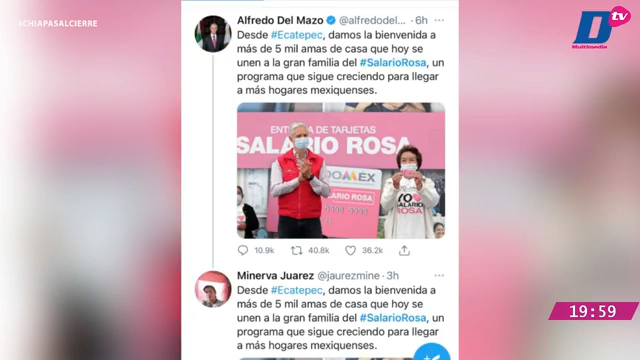 #CHIAPASALCIERRE
D tv
Multimedia
Alfredo Del Mazo @alfredodel... · 6h
Desde #Ecatepec, damos la bienvenida a
más de 5 mil amas de casa que hoy se
unen a la gran familia del #SalarioRosa, un
programa que sigue creciendo para llegar
a más hogares mexiquenses.
DE TARJETAS
SALARIO ROSA
DOMÉX
SALARIO ROSA
YO
SALARIO
ROSA
10.9k 40.8k 36.2k
Minerva Juarez @jaurezmine · 3h
Desde #Ecatepec, damos la bienvenida a
más de 5 mil amas de casa que hoy se
unen a la gran familia del #SalarioRosa, un
programa que sigue creciendo para llegar
a más hogares mexiquenses.
19:59